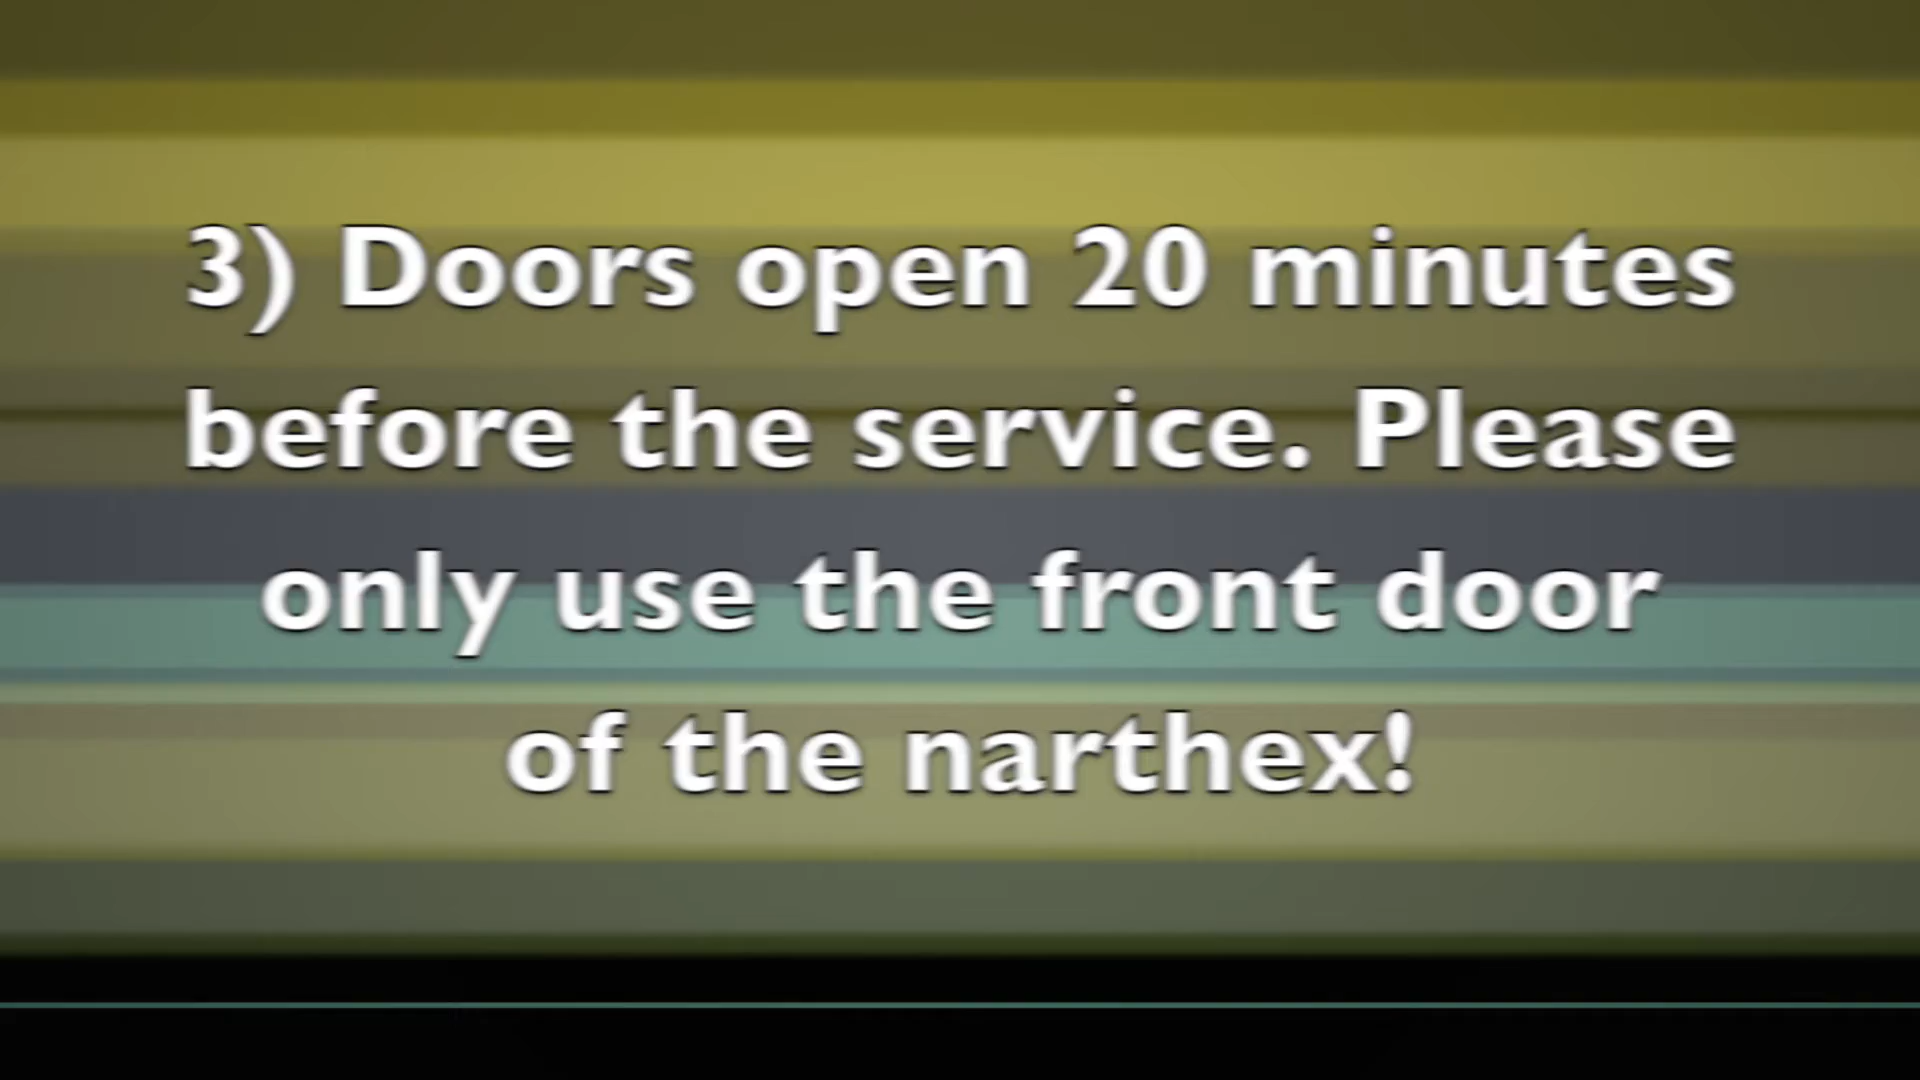 3) Doors open 20 minutes
before the service. Please
only use the front door
of the narthex!